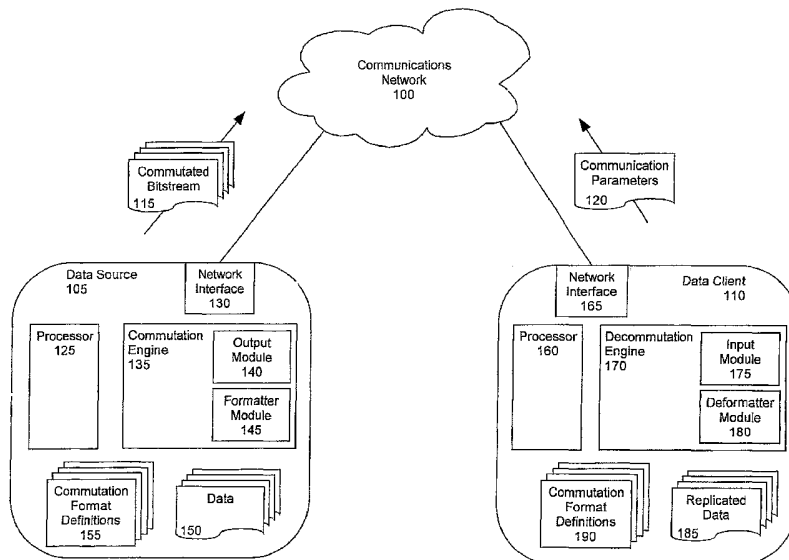 Communications
Network
100
Commutated
Bitstream
115
Communication
Parameters
120
Data Source
105
Network
Interface
130
Processor
125
Commutation
Engine
135
Output
Module
140
Formatter
Module
145
Commutation
Format
Definitions
155
Data
150
Network
Interface
165
Data Client
110
Processor
160
Decommutation
Engine
170
Input
Module
175
Deformatter
Module
180
Commutation
Format
Definitions
190
Replicated
Data
185